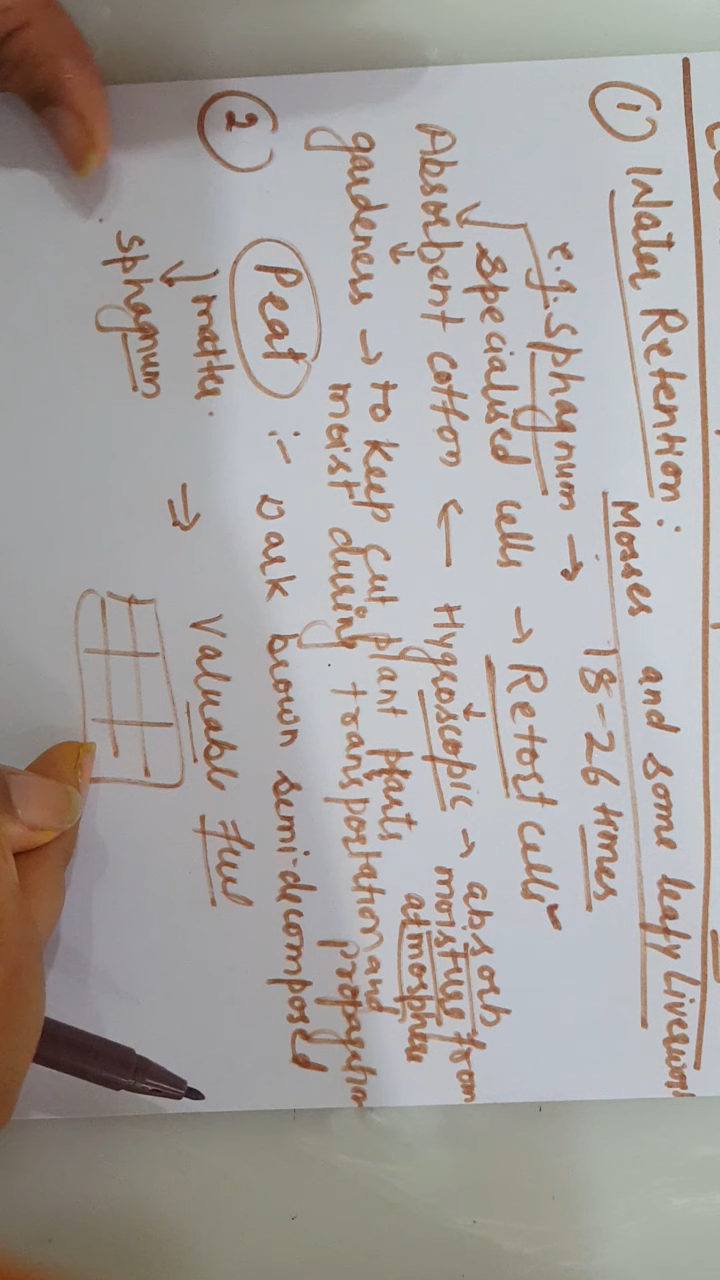 ① Water Retention: Mosses and some leafy Liverwort
e.g. Sphagnum → 18-26 times
specialised cells → Retort cells
Absorbent cotton ← Hygroscopic → absorb moisture from atmosphere
gardeness → to keep cut plant parts moist during transportation and propagation
② Peat :- Dark brown semi-decomposed
matter. ⇒ Valuable fuel
sphagnum